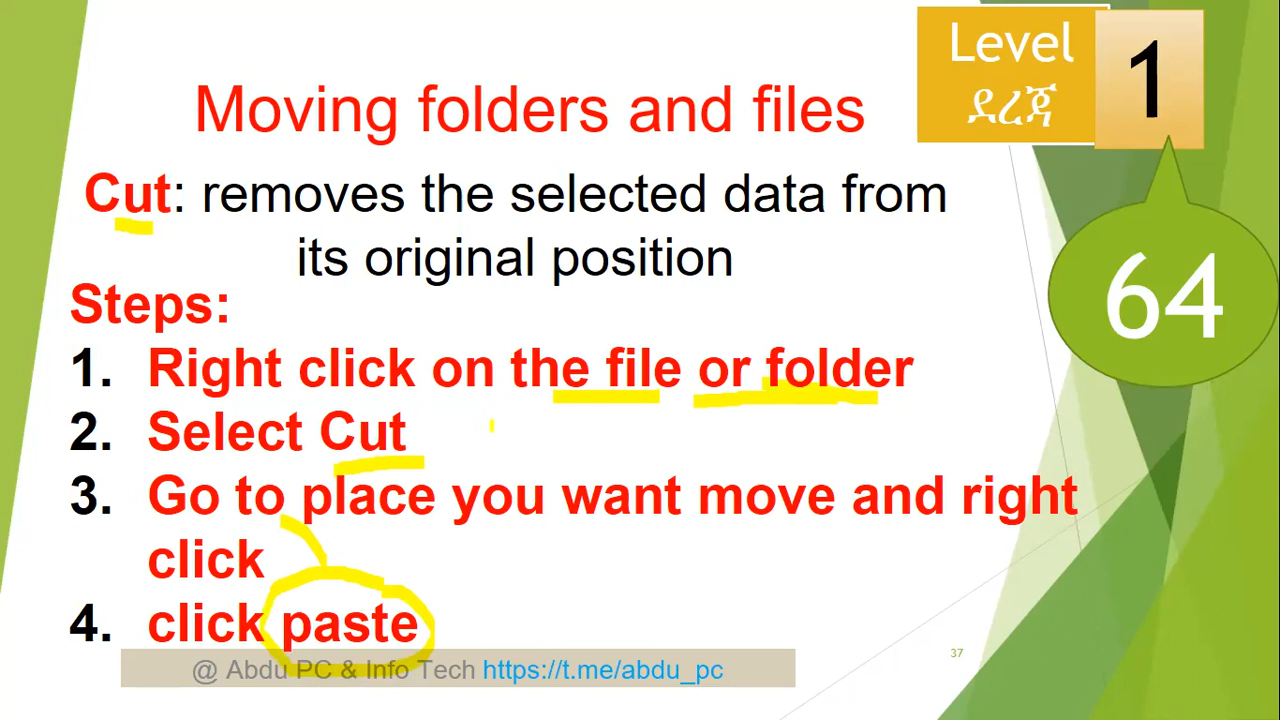 Level
ደረጃ
1
Moving folders and files
64
Cut: removes the selected data from
its original position
Steps:
1. Right click on the file or folder
2. Select Cut
3. Go to place you want move and right
click
4. click paste
@ Abdu PC & Info Tech https://t.me/abdu_pc
37